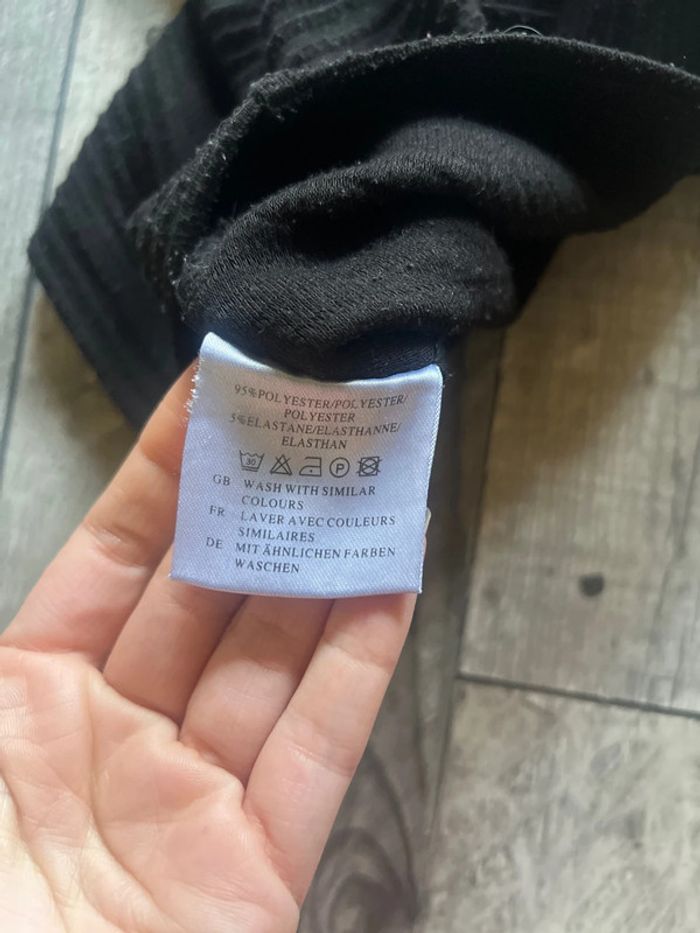 95%POLYESTER/POLYESTER/
POLYESTER
5%ELASTANE/ELASTHANNE/
ELASTHAN
30 P
GB WASH WITH SIMILAR
COLOURS
FR LAVER AVEC COULEURS
SIMILAIRES
DE MIT ÄHNLICHEN FARBEN
WASCHEN